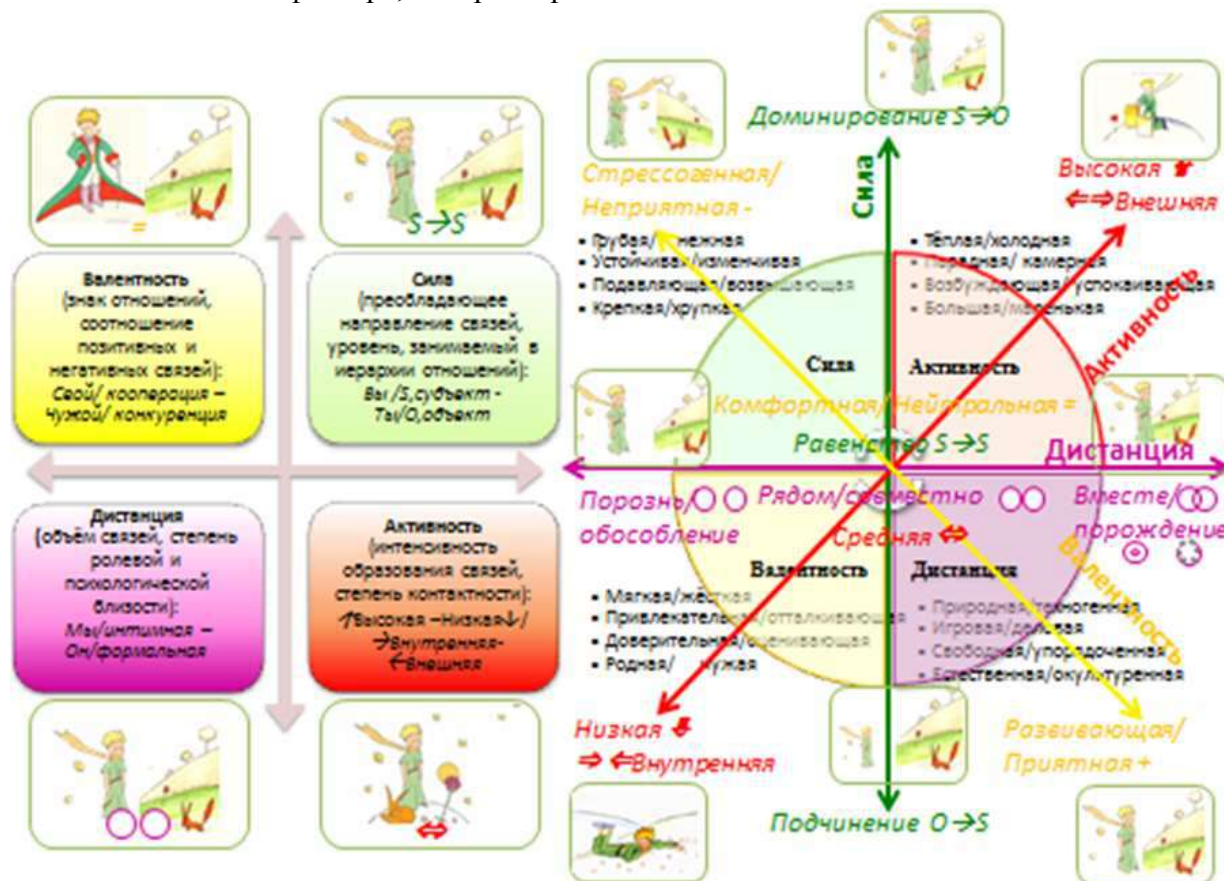 =
S→S
Валентность
(знак отношений,
соотношение
позитивных и
негативных связей):
Свой/ кооперация –
Чужой/ конкуренция
Сила
(преобладающее
направление связей,
уровень, занимаемый в
иерархии отношений):
Вы /S,субъект -
Ты/О,объект
Дистанция
(объём связей, степень
ролевой и
психологической
близости):
Мы/интимная –
Он/формальная
Активность
(интенсивность
образования связей,
степень контактности):
↑Высокая –Низкая↓/
→Внутренняя-
←Внешняя
Доминирование S→O
Сила
Стрессогенная/
Неприятная -
Высокая
Внешняя
• Грубая/ нежная
• Устойчивая/изменчивая
• Подавляющая/возвышающая
• Крепкая/хрупкая
• Тёплая/холодная
• Парадная/ камерная
• Возбуждающая/ успокаивающая
• Большая/маленькая
Активность
Сила
Активность
Комфортная/ Нейтральная =
Равенство S→S
Дистанция
Порознь/
обособление
Рядом/совместно
Вместе/
порождение
Средняя
Валентность
Дистанция
Валентность
• Мягкая/жёсткая
• Привлекательная/отталкивающая
• Доверительная/оценивающая
• Родная/ чужая
• Природная/техногенная
• Игровая/деловая
• Свободная/упорядоченная
• Естественная/окультуренная
Низкая
Внутренняя
Развивающая/
Приятная +
Подчинение O→S